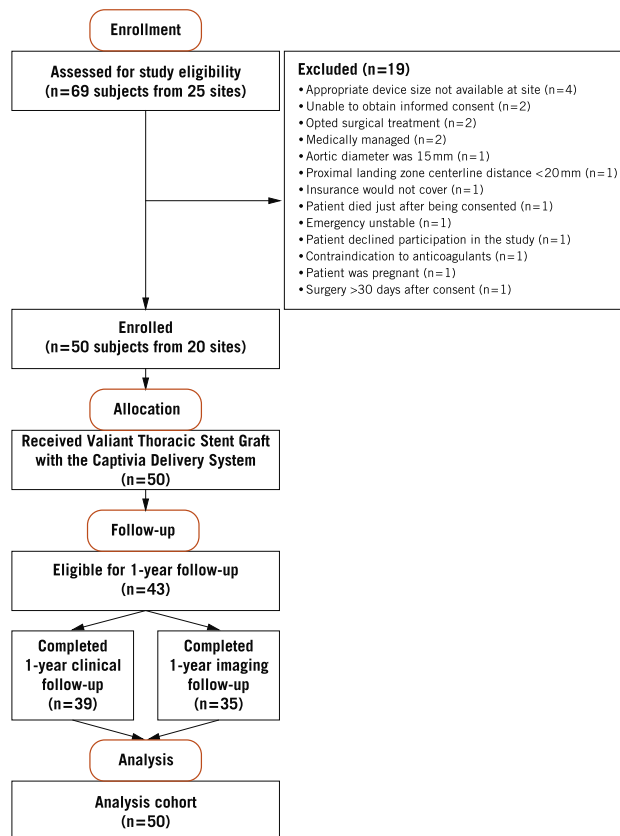 Enrollment
Assessed for study eligibility
(n=69 subjects from 25 sites)
Excluded (n=19)
• Appropriate device size not available at site (n=4)
• Unable to obtain informed consent (n=2)
• Opted surgical treatment (n=2)
• Medically managed (n=2)
• Aortic diameter was 15mm (n=1)
• Proximal landing zone centerline distance <20mm (n=1)
• Insurance would not cover (n=1)
• Patient died just after being consented (n=1)
• Emergency unstable (n=1)
• Patient declined participation in the study (n=1)
• Contraindication to anticoagulants (n=1)
• Patient was pregnant (n=1)
• Surgery >30 days after consent (n=1)
Enrolled
(n=50 subjects from 20 sites)
Allocation
Received Valiant Thoracic Stent Graft
with the Captivia Delivery System
(n=50)
Follow-up
Eligible for 1-year follow-up
(n=43)
Completed
1-year clinical
follow-up
(n=39)
Completed
1-year imaging
follow-up
(n=35)
Analysis
Analysis cohort
(n=50)